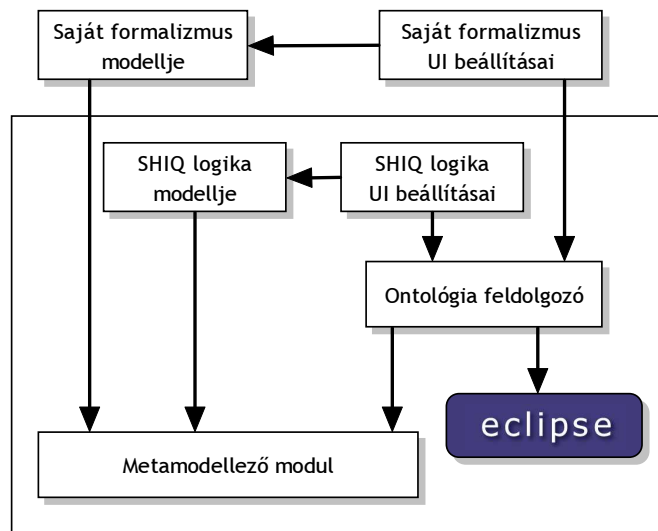 Saját formalizmus
modellje
Saját formalizmus
UI beállításai
SHIQ logika
modellje
SHIQ logika
UI beállításai
Ontológia feldolgozó
eclipse
Metamodellező modul